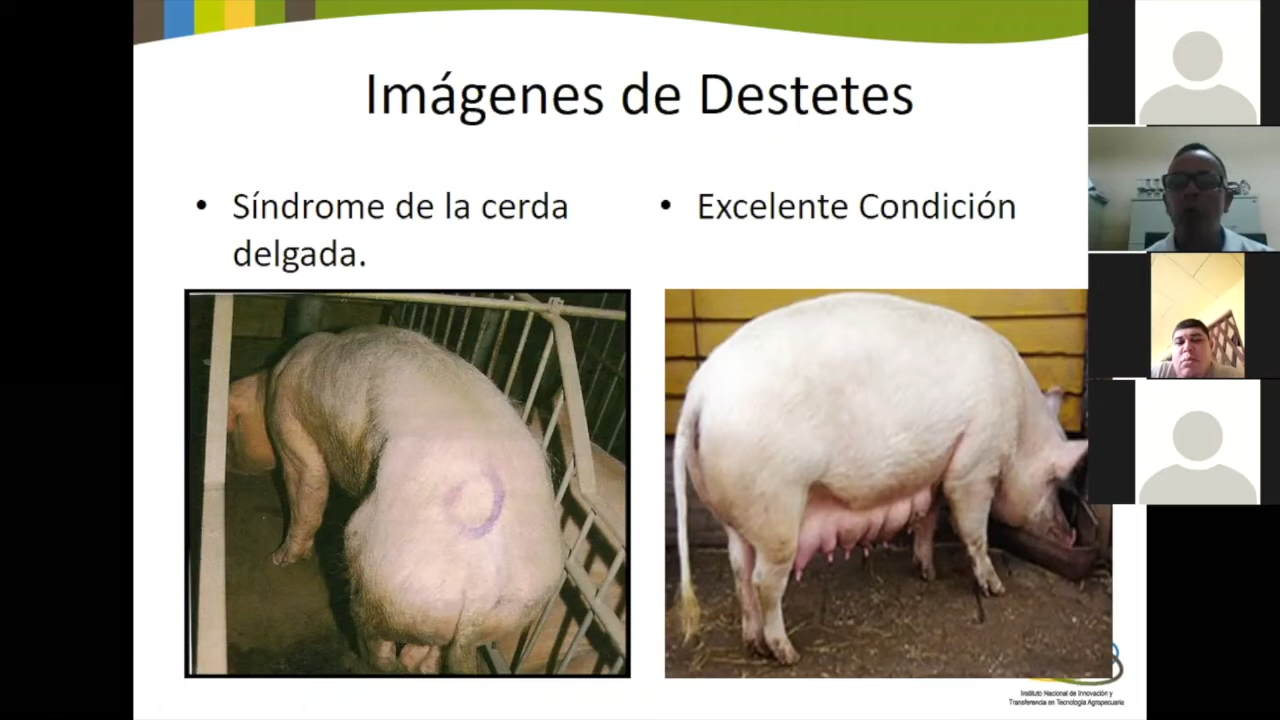 Imágenes de Destetes
• Síndrome de la cerda
delgada.
• Excelente Condición
Instituto Nacional de Innovación y
Transferencia en Tecnología Agropecuaria